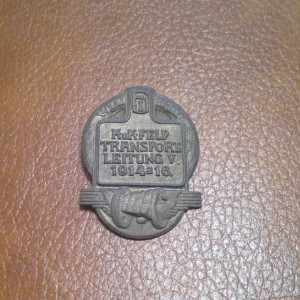 K.u.K. FELD
TRANSPORT
LEITUNG V.
1914=16.